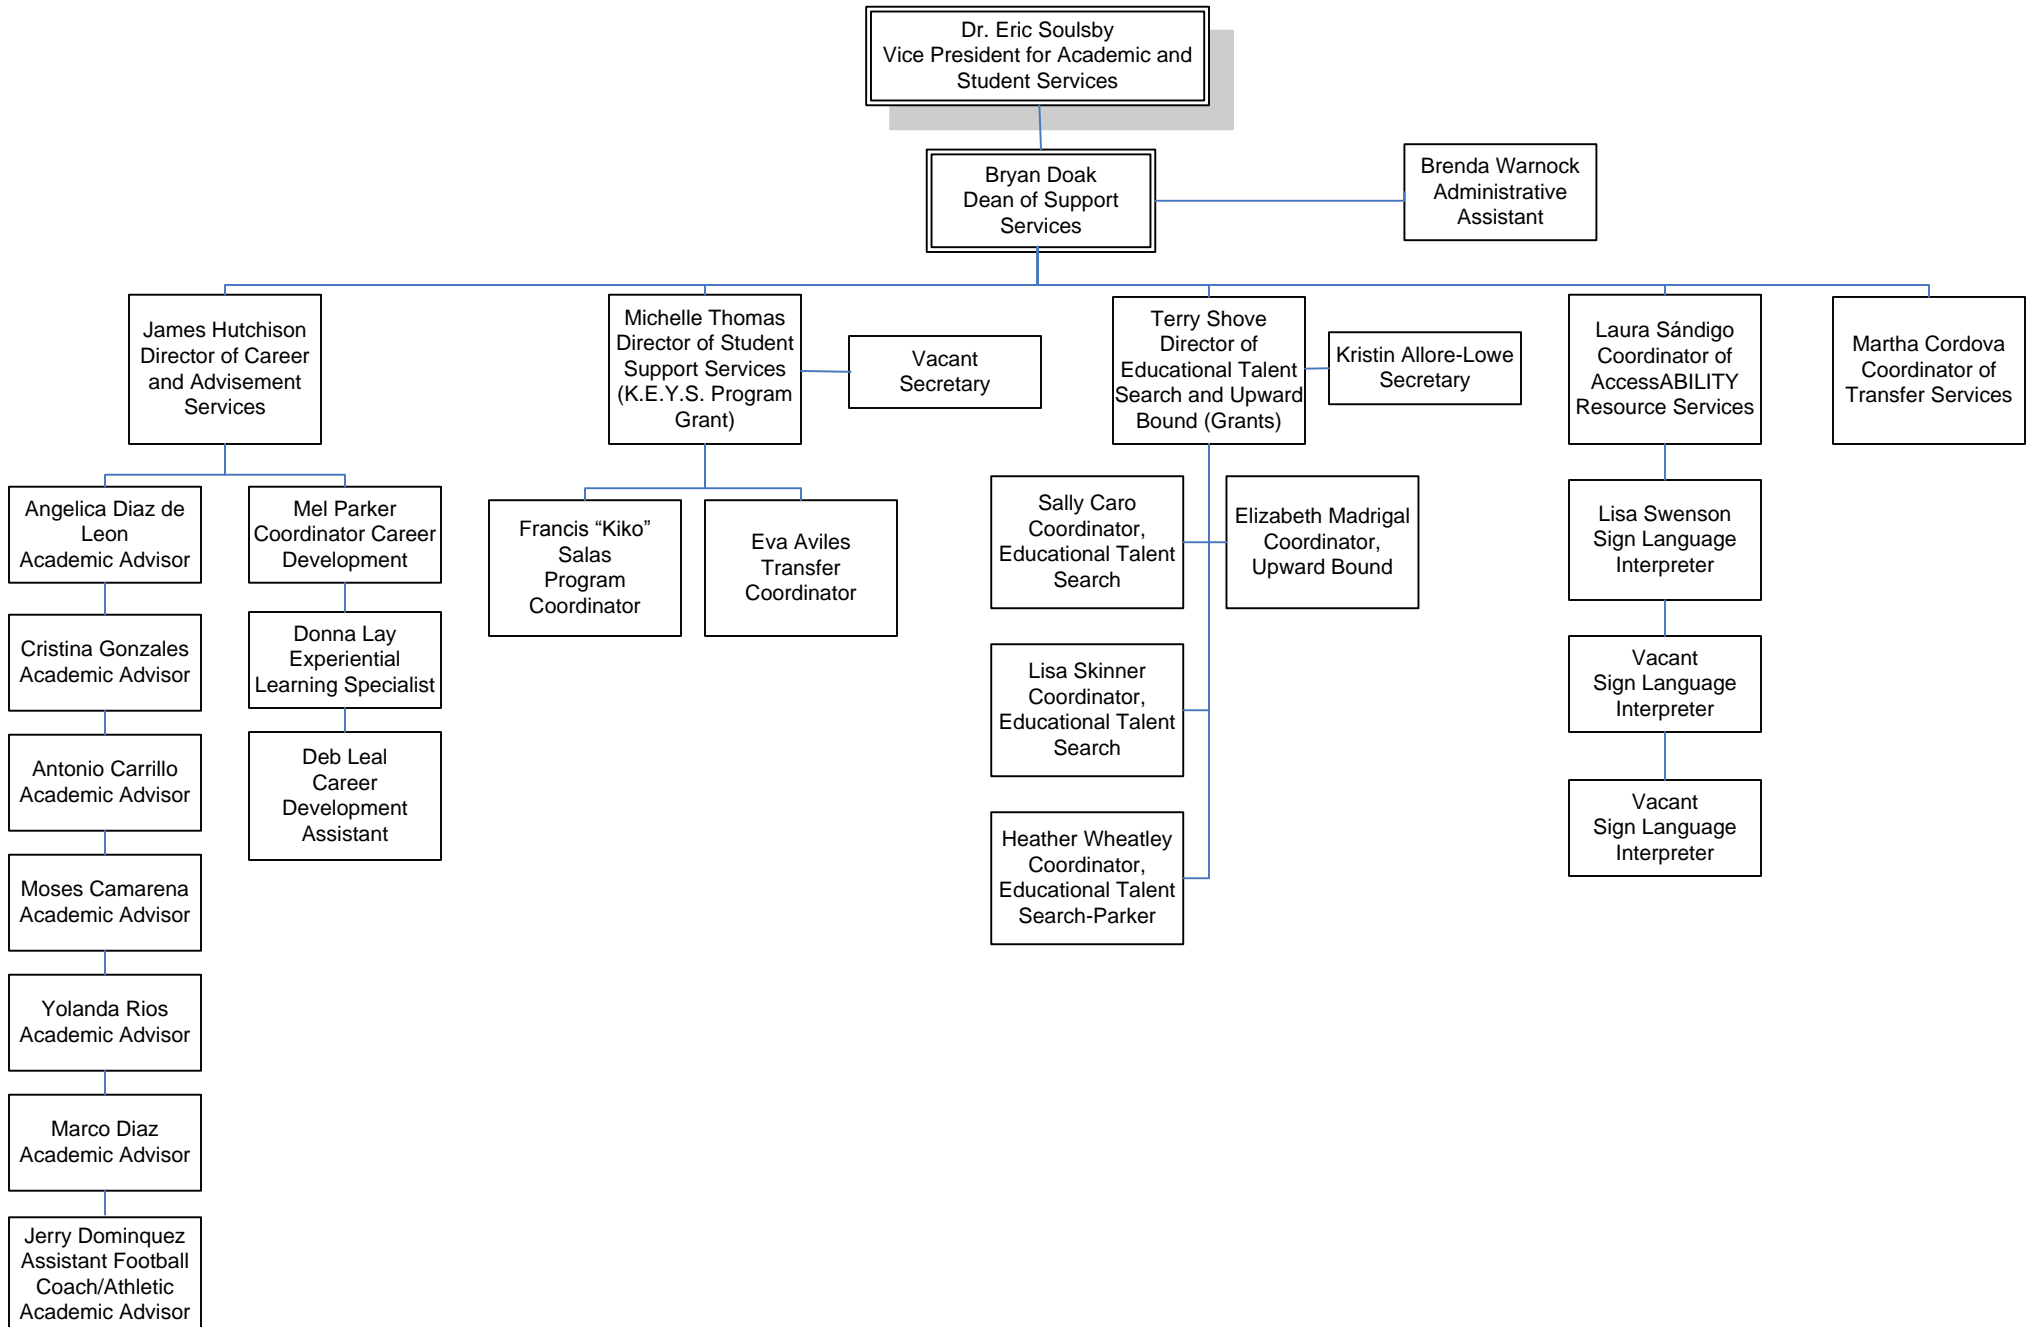 Dr. Eric Soulsby
Vice President for Academic and
Student Services
Bryan Doak
Dean of Support
Services
Brenda Warnock
Administrative
Assistant
James Hutchison
Director of Career
and Advisement
Services
Michelle Thomas
Director of Student
Support Services
(K.E.Y.S. Program
Grant)
Vacant
Secretary
Terry Shove
Director of
Educational Talent
Search and Upward
Bound (Grants)
Kristin Allore-Lowe
Secretary
Laura Sándigo
Coordinator of
AccessABILITY
Resource Services
Martha Cordova
Coordinator of
Transfer Services
Angelica Diaz de
Leon
Academic Advisor
Cristina Gonzales
Academic Advisor
Antonio Carrillo
Academic Advisor
Moses Camarena
Academic Advisor
Yolanda Rios
Academic Advisor
Marco Diaz
Academic Advisor
Jerry Dominquez
Assistant Football
Coach/Athletic
Academic Advisor
Mel Parker
Coordinator Career
Development
Donna Lay
Experiential
Learning Specialist
Deb Leal
Career
Development
Assistant
Francis “Kiko”
Salas
Program
Coordinator
Eva Aviles
Transfer
Coordinator
Sally Caro
Coordinator,
Educational Talent
Search
Elizabeth Madrigal
Coordinator,
Upward Bound
Lisa Skinner
Coordinator,
Educational Talent
Search
Heather Wheatley
Coordinator,
Educational Talent
Search-Parker
Lisa Swenson
Sign Language
Interpreter
Vacant
Sign Language
Interpreter
Vacant
Sign Language
Interpreter